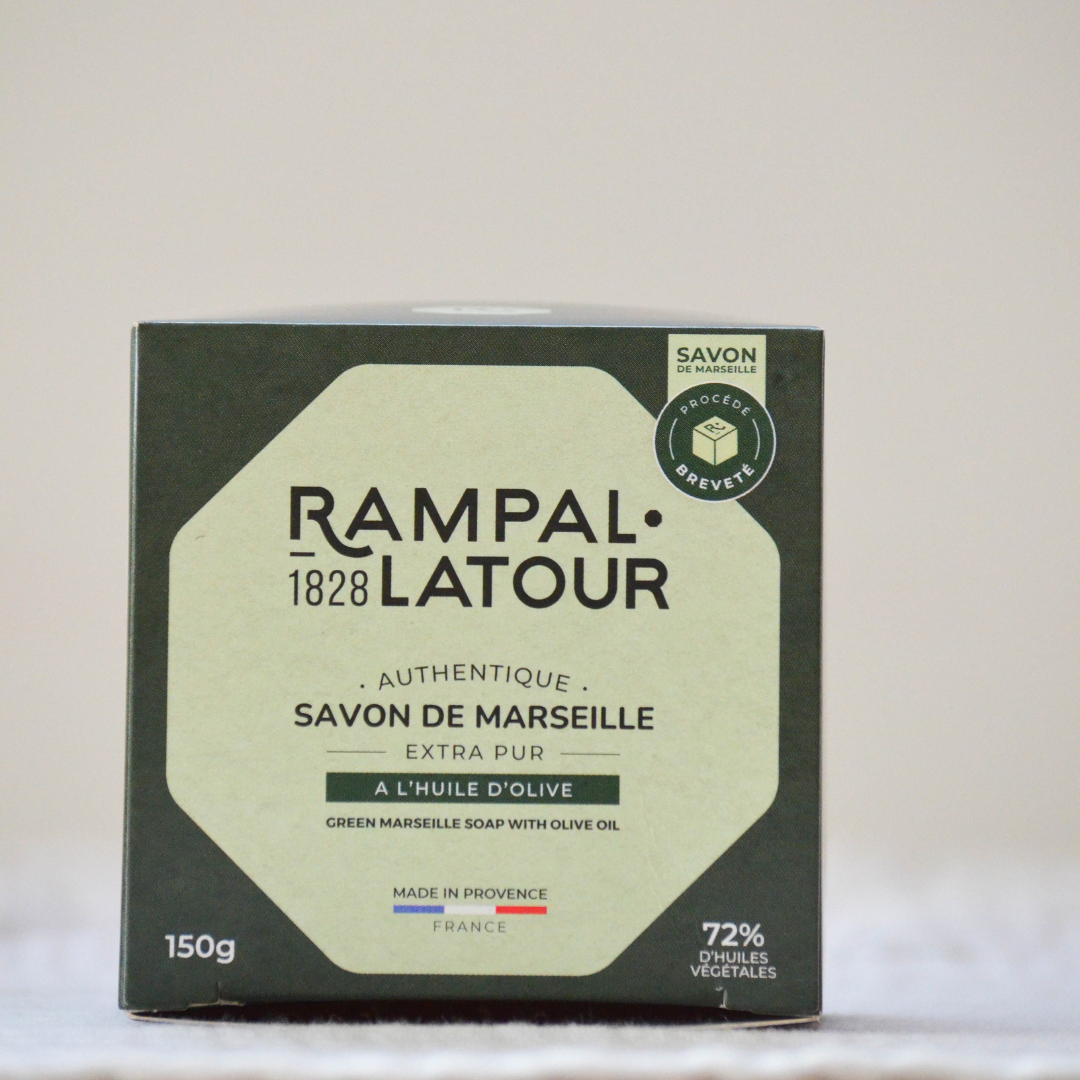 SAVON
DE MARSEILLE
PROCÉDÉ
BREVETÉ
RAMPAL·
1828 LATOUR
· AUTHENTIQUE ·
SAVON DE MARSEILLE
EXTRA PUR
A L'HUILE D'OLIVE
GREEN MARSEILLE SOAP WITH OLIVE OIL
MADE IN PROVENCE
FRANCE
150g
72%
D'HUILES
VÉGÉTALES